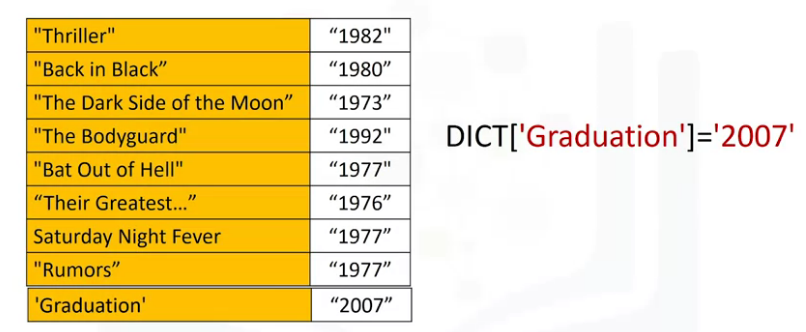 "Thriller" “1982"
"Back in Black” “1980”
"The Dark Side of the Moon” “1973”
"The Bodyguard" “1992"
"Bat Out of Hell" “1977"
“Their Greatest…” “1976”
Saturday Night Fever “1977”
"Rumors” “1977”
'Graduation' “2007”
DICT['Graduation']='2007'